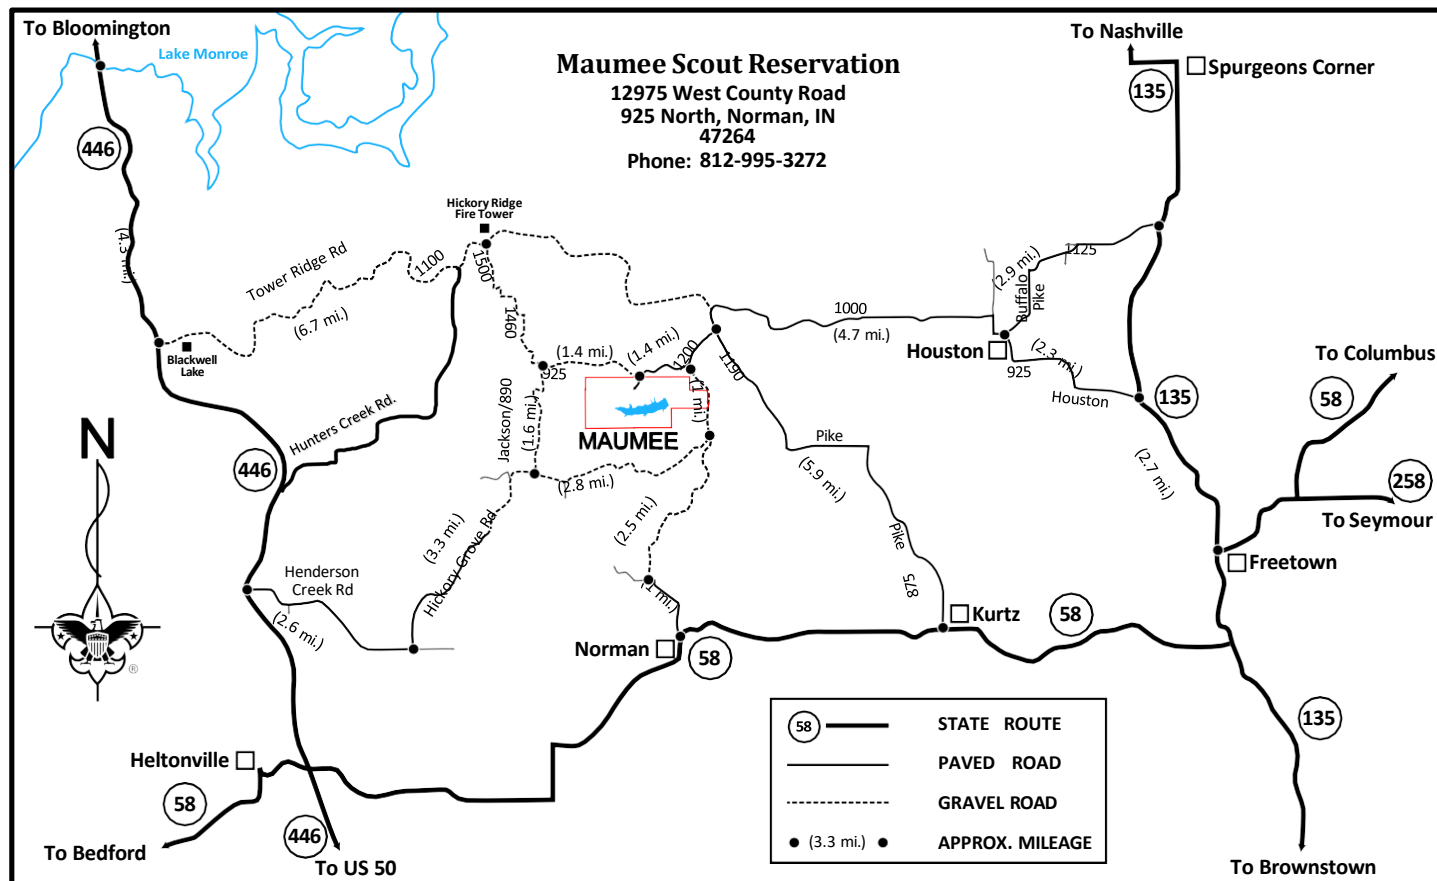 To Bloomington
Lake Monroe
446
(4.3 mi.)
Maumee Scout Reservation
12975 West County Road
925 North, Norman, IN
47264
Phone: 812-995-3272
To Nashville
135
Spurgeons Corner
Hickory Ridge
Fire Tower
Tower Ridge Rd
1100
1500
(6.7 mi.)
1460
Blackwell
Lake
(1.4 mi.)
925
(1.4 mi.)
1200
1190
(1 mi.)
1000
(4.7 mi.)
Houston
(2.9 mi.)
Buffalo
Pike
1125
(2.3 mi.)
925
Houston
135
To Columbus
58
Hunters Creek Rd.
446
Jackson/890
(1.6 mi.)
MAUMEE
(2.8 mi.)
Pike
(5.9 mi.)
(2.7 mi.)
258
To Seymour
N
(3.3 mi.)
Hickory Grove Rd
(2.5 mi.)
Pike
875
Freetown
Henderson
Creek Rd
(2.6 mi.)
(1 mi.)
Norman
58
Kurtz
58
®
Heltonville
58
446
To Bedford
To US 50
135
To Brownstown
58 STATE ROUTE
PAVED ROAD
GRAVEL ROAD
(3.3 mi.) APPROX. MILEAGE